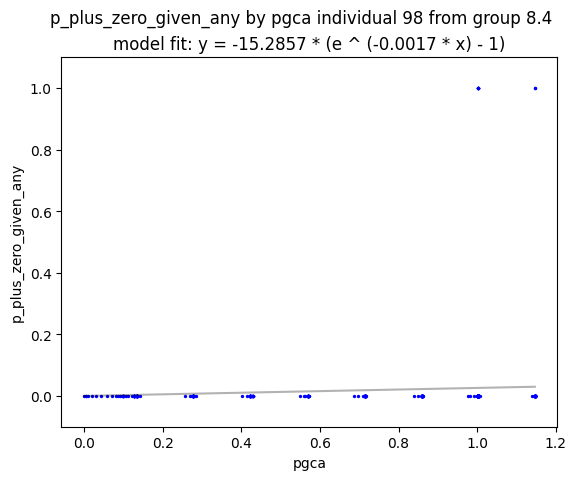 p_plus_zero_given_any by pgca individual 98 from group 8.4
model fit: y = -15.2857 * (e ^ (-0.0017 * x) - 1)
1.0
0.8
0.6
0.4
0.2
0.0
p_plus_zero_given_any
0.0 0.2 0.4 0.6 0.8 1.0 1.2
pgca